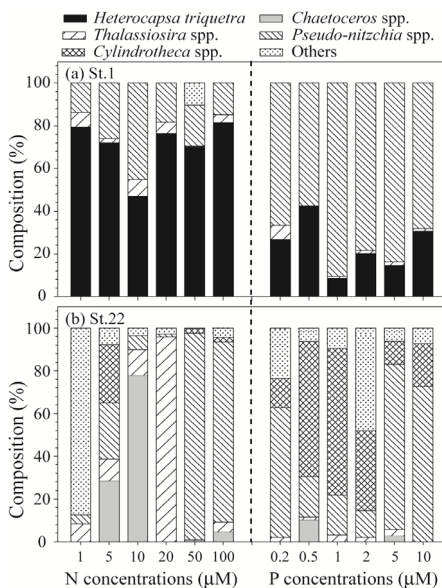 Heterocapsa triquetra
Chaetoceros spp.
Thalassiosira spp.
Pseudo-nitzchia spp.
Cylindrotheca spp.
Others
(a) St.1
Composition (%)
100
80
60
40
20
0
(b) St.22
Composition (%)
100
80
60
40
20
0
1 5 10 20 50 100
0.2 0.5 1 2 5 10
N concentrations (μM)
P concentrations (μM)